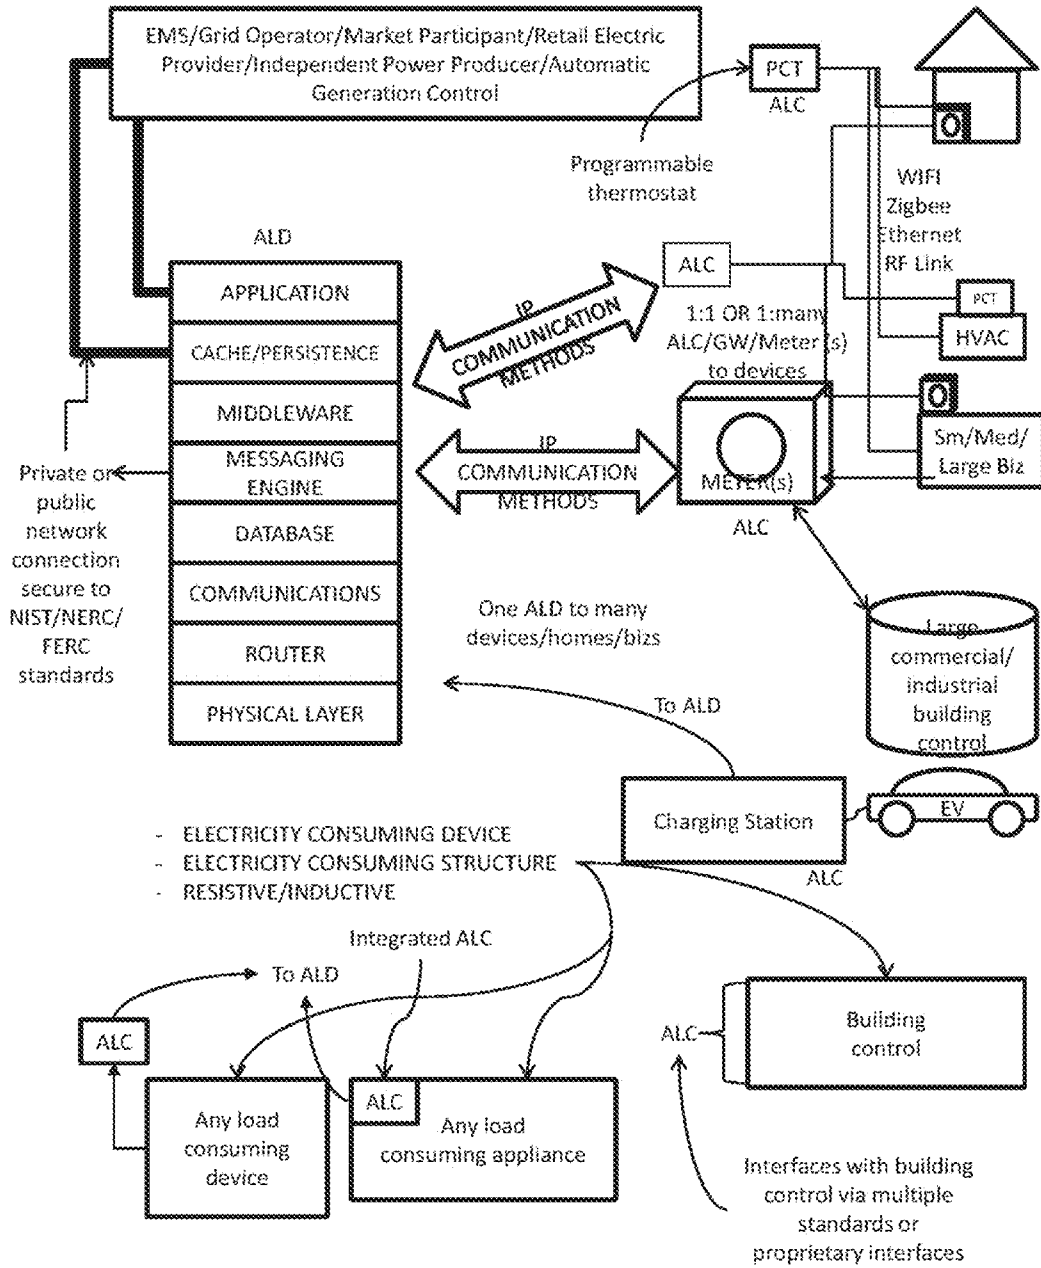 EMS/Grid Operator/Market Participant/Retail Electric
Provider/Independent Power Producer/Automatic
Generation Control
PCT
ALC
Programmable
thermostat
WIFI
Zigbee
Ethernet
RF Link
ALD
APPLICATION
CACHE/PERSISTENCE
MIDDLEWARE
MESSAGING
ENGINE
DATABASE
COMMUNICATIONS
ROUTER
PHYSICAL LAYER
IP
COMMUNICATION
METHODS
ALC
1:1 OR 1:many
ALC/GW/Meter(s)
to devices
PCT
HVAC
IP
COMMUNICATION
METHODS
METER(s)
ALC
Sm/Med/
Large Biz
Private or
public
network
connection
secure to
NIST/NERC/
FERC
standards
One ALD to many
devices/homes/bizs
Large
commercial/
industrial
building
control
To ALD
Charging Station
ALC
EV
- ELECTRICITY CONSUMING DEVICE
- ELECTRICITY CONSUMING STRUCTURE
- RESISTIVE/INDUCTIVE
Integrated ALC
To ALD
ALC
Any load
consuming
device
ALC
Any load
consuming appliance
ALC
Building
control
Interfaces with building
control via multiple
standards or
proprietary interfaces